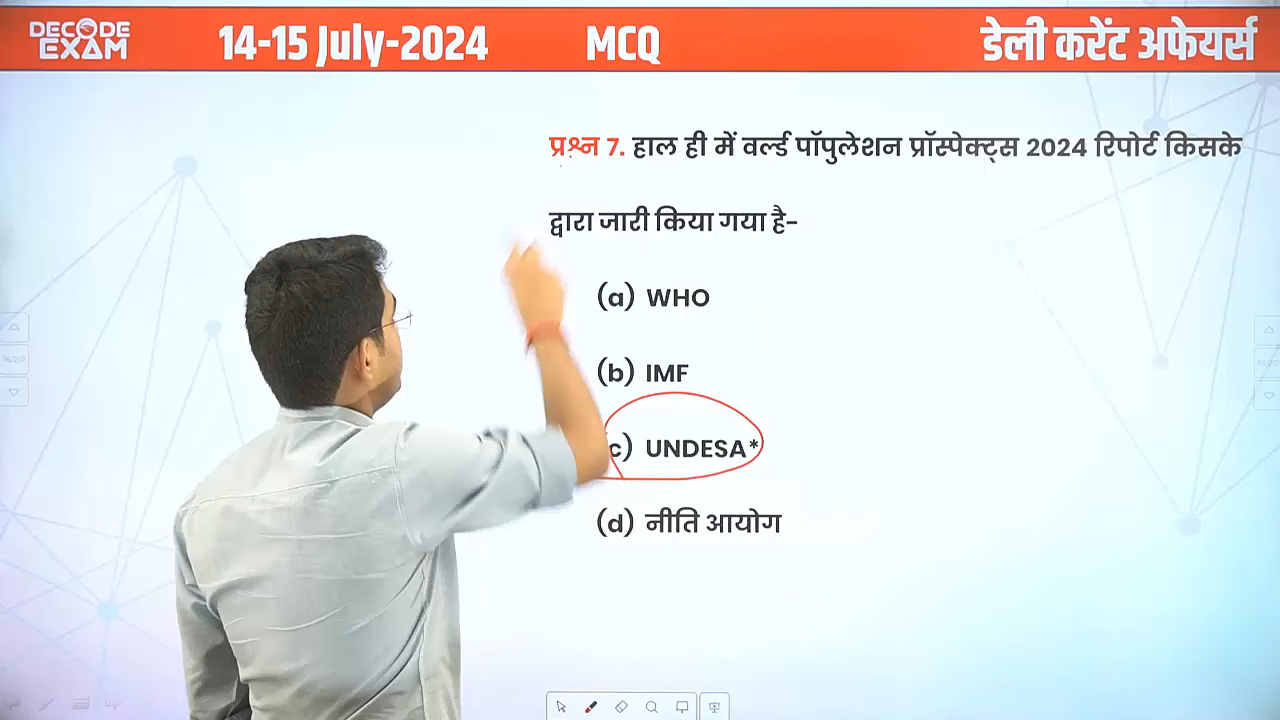 DECODE EXAM
14-15 July-2024
MCQ
डेली करेंट अफेयर्स
प्रश्न 7. हाल ही में वर्ल्ड पॉपुलेशन प्रॉस्पेक्ट्स 2024 रिपोर्ट किसके
द्वारा जारी किया गया है-
(a) WHO
(b) IMF
c) UNDESA*
(d) नीति आयोग